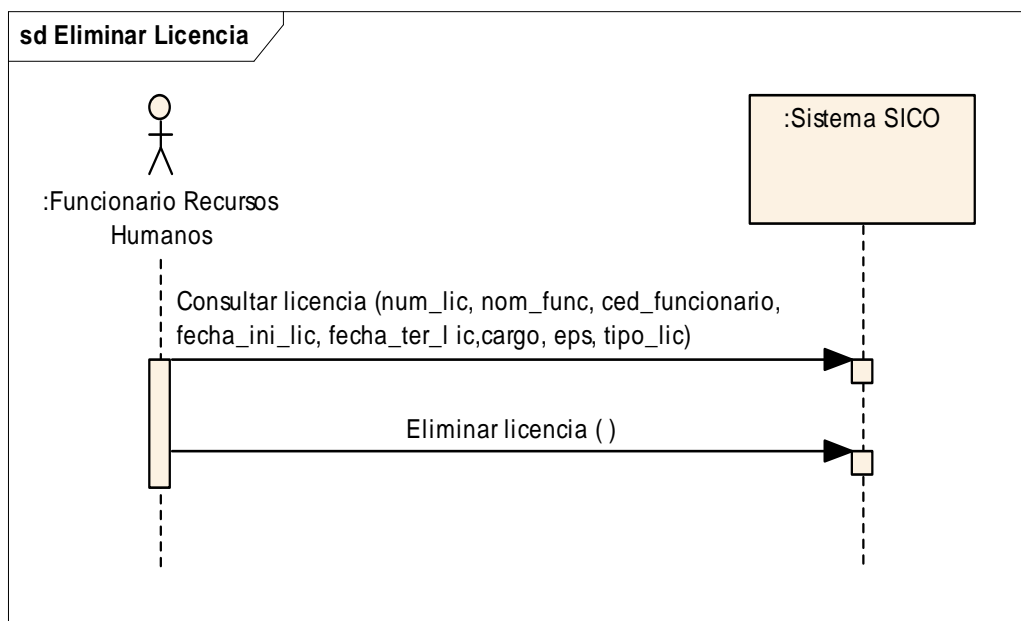 sd Eliminar Licencia
:Funcionario Recursos
Humanos
:Sistema SICO
Consultar licencia (num_lic, nom_func, ced_funcionario,
fecha_ini_lic, fecha_ter_l ic,cargo, eps, tipo_lic)
Eliminar licencia ( )